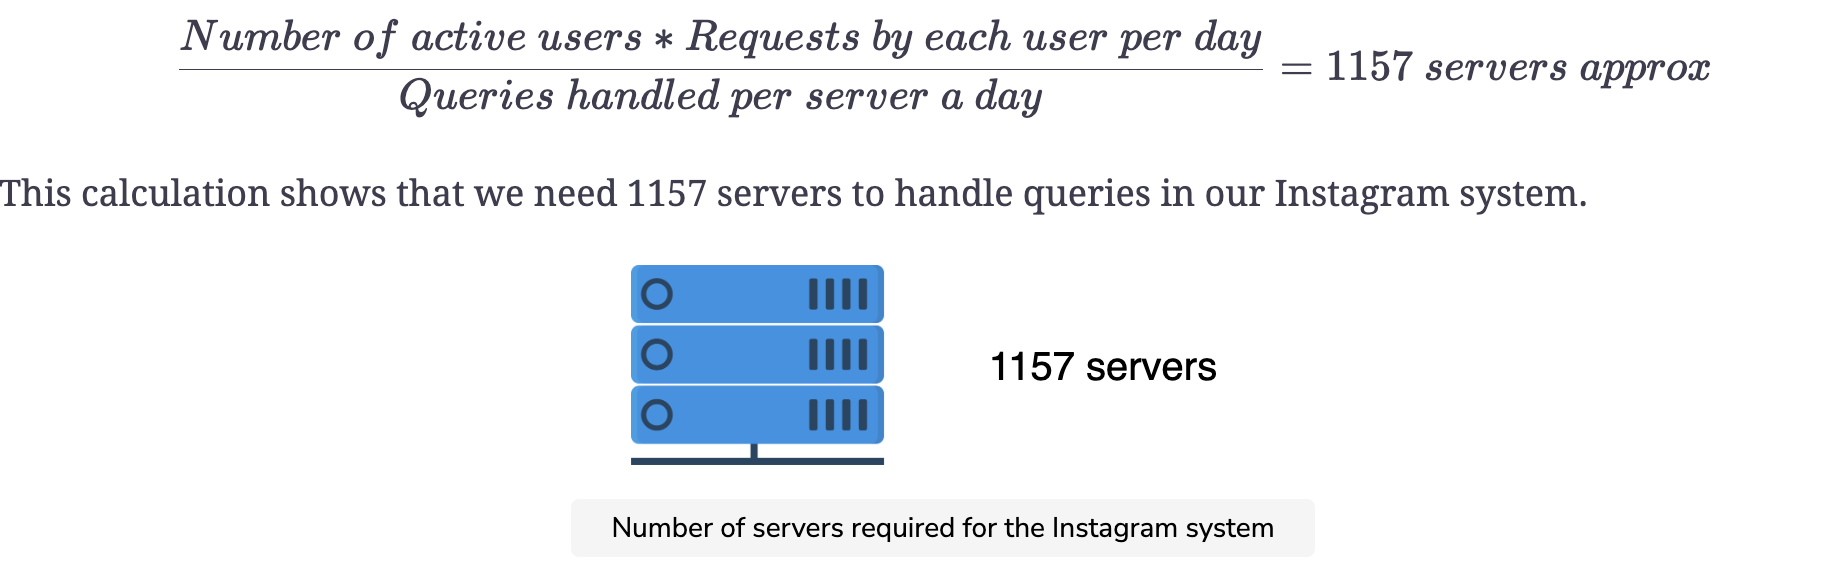 Number of active users * Requests by each user per day
Queries handled per server a day
= 1157 servers approx
This calculation shows that we need 1157 servers to handle queries in our Instagram system.
1157 servers
Number of servers required for the Instagram system